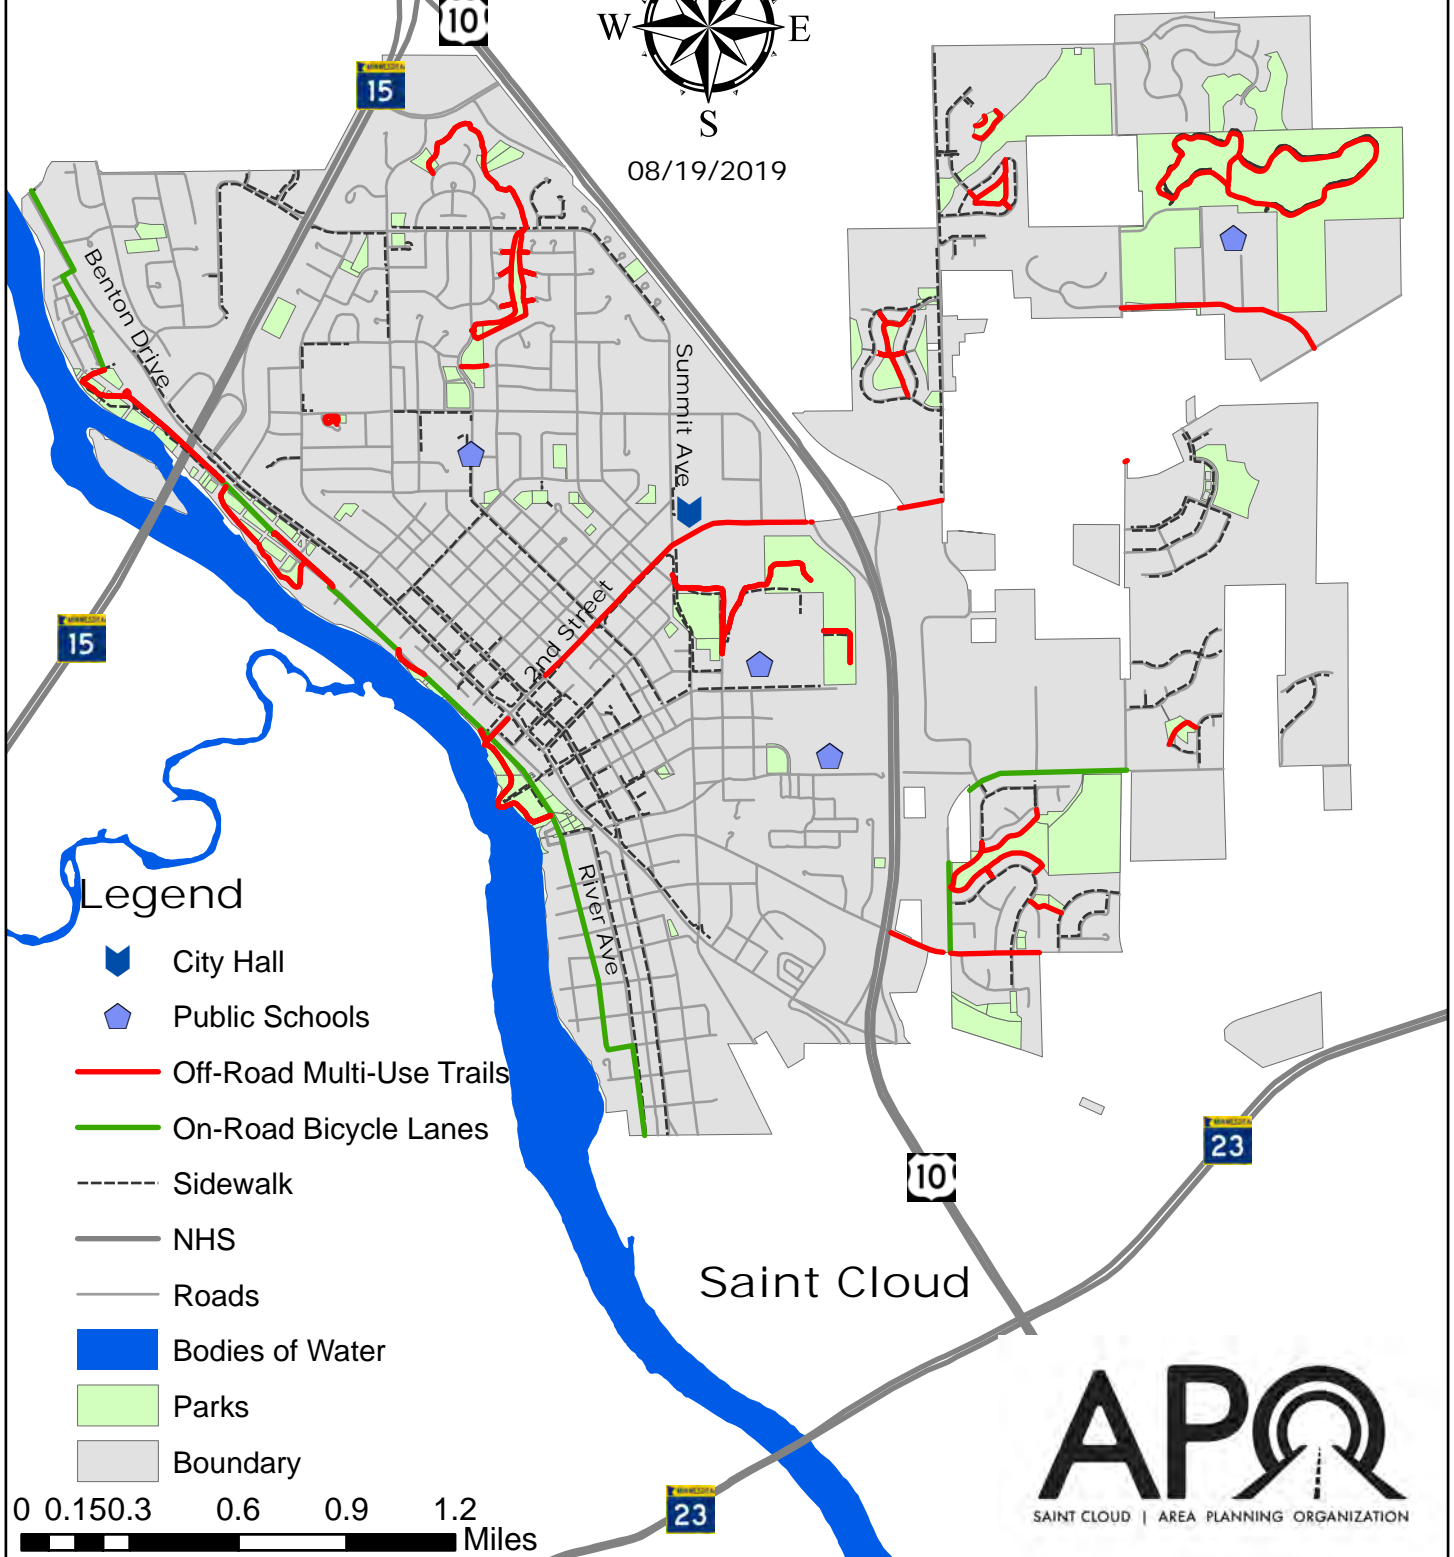 10
W
E
S
15
08/19/2019
Benton Drive
Summit Ave
2nd Street
15
River Ave
Legend
City Hall
Public Schools
Off-Road Multi-Use Trails
On-Road Bicycle Lanes
Sidewalk
NHS
Roads
Bodies of Water
Parks
Boundary
MINNESOTA
23
10
Saint Cloud
0 0.15 0.3 0.6 0.9 1.2
Miles
23
APO
SAINT CLOUD | AREA PLANNING ORGANIZATION